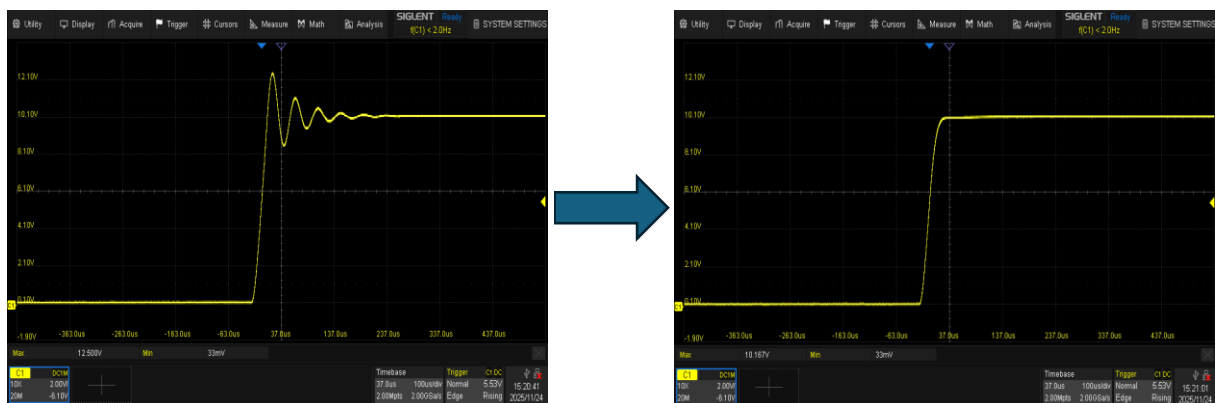 Utility Display Acquire Trigger Cursors Measure Math Analysis SIGLENT Ready SYSTEM SETTINGS
f(C1) < 2.0Hz
12.10V
10.10V
8.10V
6.10V
4.10V
2.10V
0.10V
C1
-1.90V -363.0us -263.0us -163.0us -63.0us 37.0us 137.0us 237.0us 337.0us 437.0us
Max 12.500V Min 33mV
C1 DC1M Timebase Trigger C1 DC
10X 2.00V/ 37.0us 100us/div Normal 5.53V 15:20:41
20M -6.10V 2.00Mpts 2.00GSa/s Edge Rising 2025/11/24
Utility Display Acquire Trigger Cursors Measure Math Analysis SIGLENT Ready SYSTEM SETTINGS
f(C1) < 2.0Hz
12.10V
10.10V
8.10V
6.10V
4.10V
2.10V
0.10V
C1
-1.90V -363.0us -263.0us -163.0us -63.0us 37.0us 137.0us 237.0us 337.0us 437.0us
Max 10.167V Min 33mV
C1 DC1M Timebase Trigger C1 DC
10X 2.00V/ 37.0us 100us/div Normal 5.53V 15:21:01
20M -6.10V 2.00Mpts 2.00GSa/s Edge Rising 2025/11/24